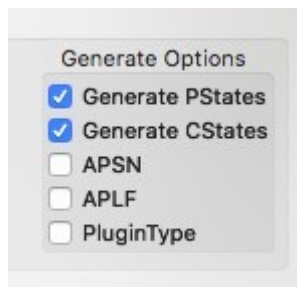 Generate Options
Generate PStates
Generate CStates
APSN
APLF
PluginType